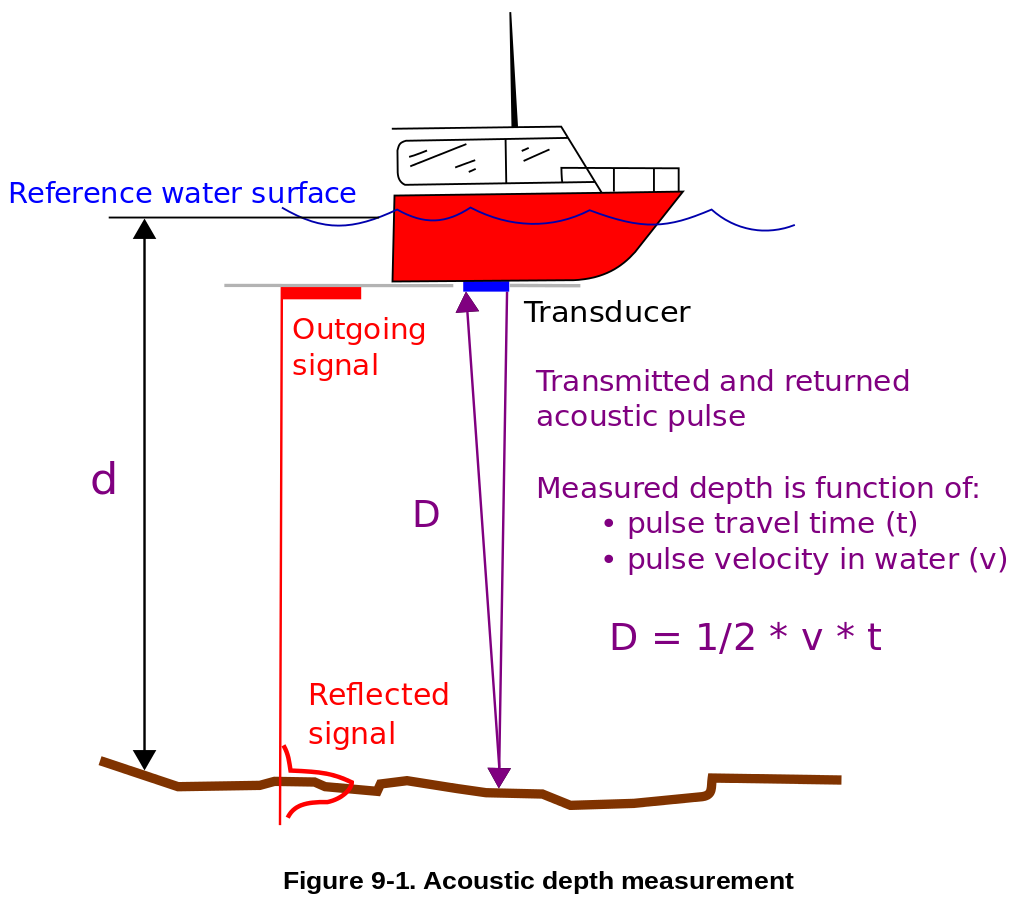 Reference water surface
Transducer
Outgoing
signal
Transmitted and returned
acoustic pulse
d
D
Measured depth is function of:
• pulse travel time (t)
• pulse velocity in water (v)
D = 1/2 * v * t
Reflected
signal
Figure 9-1. Acoustic depth measurement